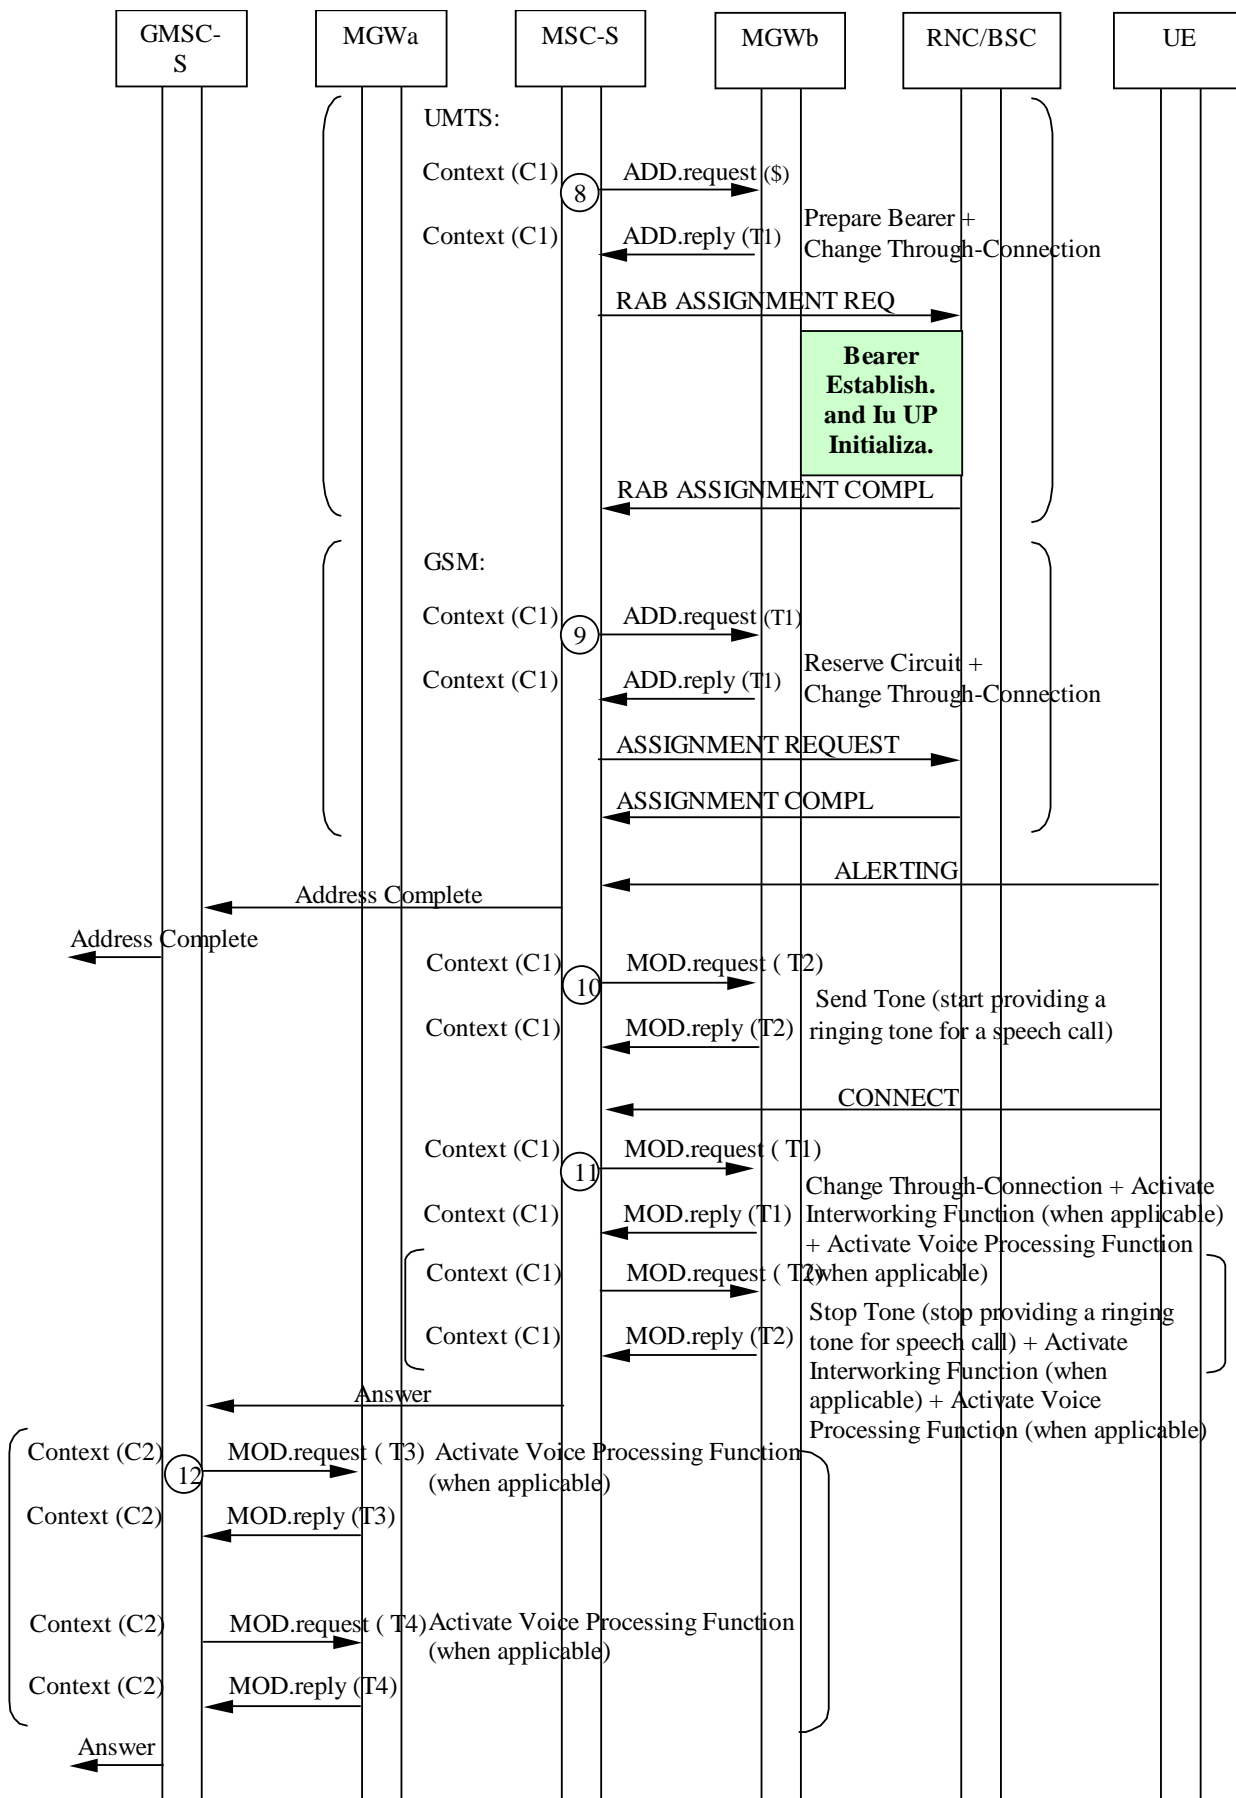 GMSC-
S
MGWa
MSC-S
MGWb
RNC/BSC
UE
UMTS:
Context (C1)
8
ADD.request ($)
Context (C1)
ADD.reply (T1)
Prepare Bearer +
Change Through-Connection
RAB ASSIGNMENT REQ
Bearer
Establish.
and Iu UP
Initializa.
RAB ASSIGNMENT COMPL
GSM:
Context (C1)
9
ADD.request (T1)
Context (C1)
ADD.reply (T1)
Reserve Circuit +
Change Through-Connection
ASSIGNMENT REQUEST
ASSIGNMENT COMPL
ALERTING
Address Complete
Address Complete
Context (C1)
10
MOD.request ( T2)
Context (C1)
MOD.reply (T2)
Send Tone (start providing a
ringing tone for a speech call)
CONNECT
Context (C1)
11
MOD.request ( T1)
Context (C1)
MOD.reply (T1)
Change Through-Connection + Activate
Interworking Function (when applicable)
+ Activate Voice Processing Function
(when applicable)
Context (C1)
MOD.request ( T2)
Context (C1)
MOD.reply (T2)
Stop Tone (stop providing a ringing
tone for speech call) + Activate
Interworking Function (when
applicable) + Activate Voice
Processing Function (when applicable)
Answer
Context (C2)
12
MOD.request ( T3)
Activate Voice Processing Function
(when applicable)
Context (C2)
MOD.reply (T3)
Context (C2)
MOD.request ( T4)
Activate Voice Processing Function
(when applicable)
Context (C2)
MOD.reply (T4)
Answer